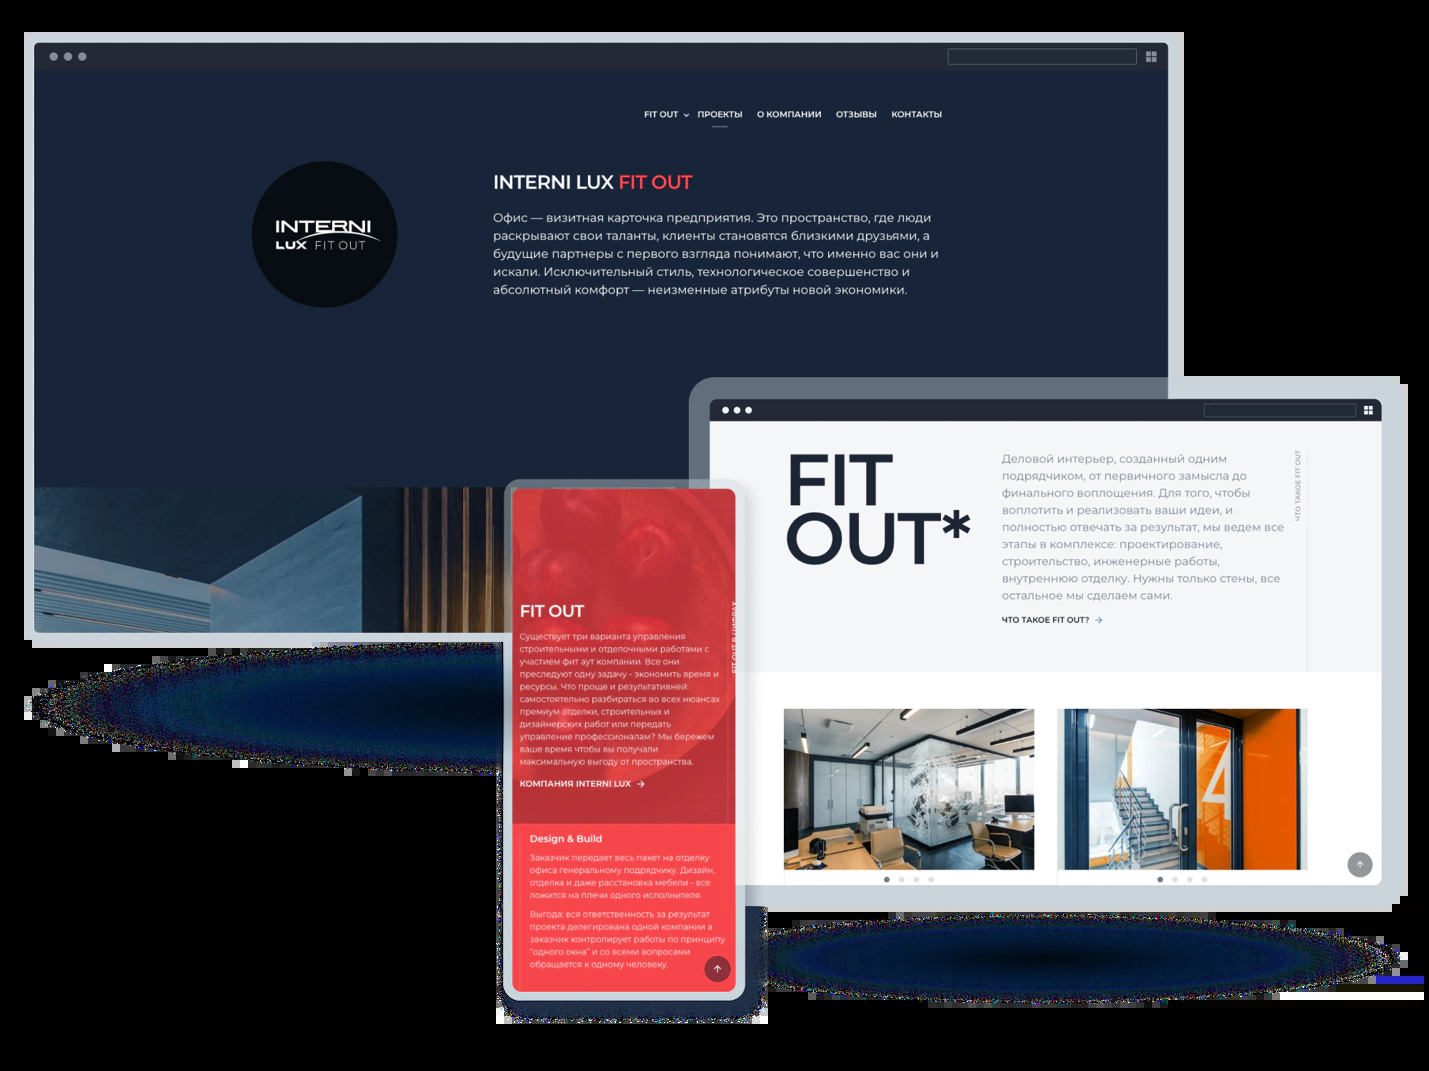 FIT OUT ПРОЕКТЫ О КОМПАНИИ ОТЗЫВЫ КОНТАКТЫ
INTERNI
LUX FIT OUT
INTERNI LUX FIT OUT
Офис — визитная карточка предприятия. Это пространство, где люди
раскрывают свои таланты, клиенты становятся близкими друзьями, а
будущие партнеры с первого взгляда понимают, что именно вас они и
искали. Исключительный стиль, технологическое совершенство и
абсолютный комфорт — неизменные атрибуты новой экономики.
FIT
OUT*
Деловой интерьер, созданный одним
подрядчиком, от первичного замысла до
финального воплощения. Для того, чтобы
воплотить и реализовать ваши идеи, и
полностью отвечать за результат, мы ведем все
этапы в комплексе: проектирование,
строительство, инженерные работы,
внутреннюю отделку. Нужны только стены, все
остальное мы сделаем сами.
ЧТО ТАКОЕ FIT OUT?
ЧТО ТАКОЕ FIT OUT
4
FIT OUT
Существует три варианта управления
строительными и отделочными работами с
участием фит аут компании. Все они
преследуют одну задачу - экономить время и
ресурсы. Что проще и результативней:
самостоятельно разбираться во всех нюансах
премиум отделки, строительных и
дизайнерских работ или передать
управление профессионалам? Мы бережем
ваше время чтобы вы получали
максимальную выгоду от пространства.
КОМПАНИЯ INTERNI LUX
FIT OUT В ЦИФРАХ
Design & Build
Заказчик передает весь пакет на отделку
офиса генеральному подрядчику. Дизайн,
отделка и даже расстановка мебели - все
ложится на плечи одного исполнителя.
Выгода: вся ответственность за результат
проекта делегирована одной компании а
заказчик контролирует работы по принципу
"одного окна" и со всеми вопросами
обращается к одному человеку.